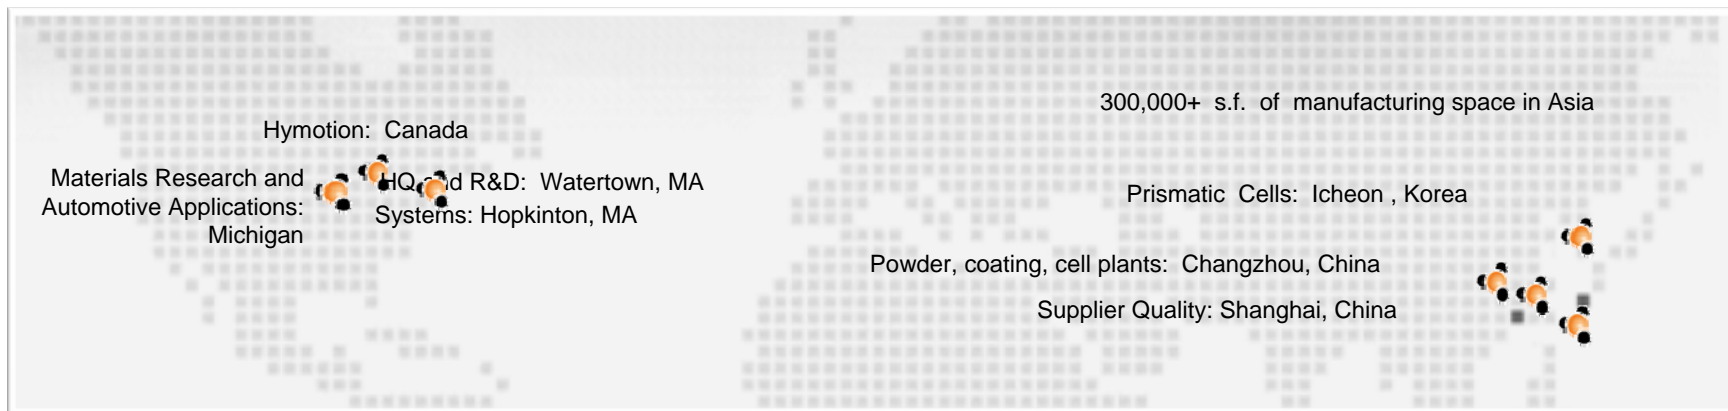 300,000+ s.f. of manufacturing space in Asia
Hymotion: Canada
Materials Research and
Automotive Applications:
Michigan
HQ and R&D: Watertown, MA
Systems: Hopkinton, MA
Prismatic Cells: Icheon , Korea
Powder, coating, cell plants: Changzhou, China
Supplier Quality: Shanghai, China